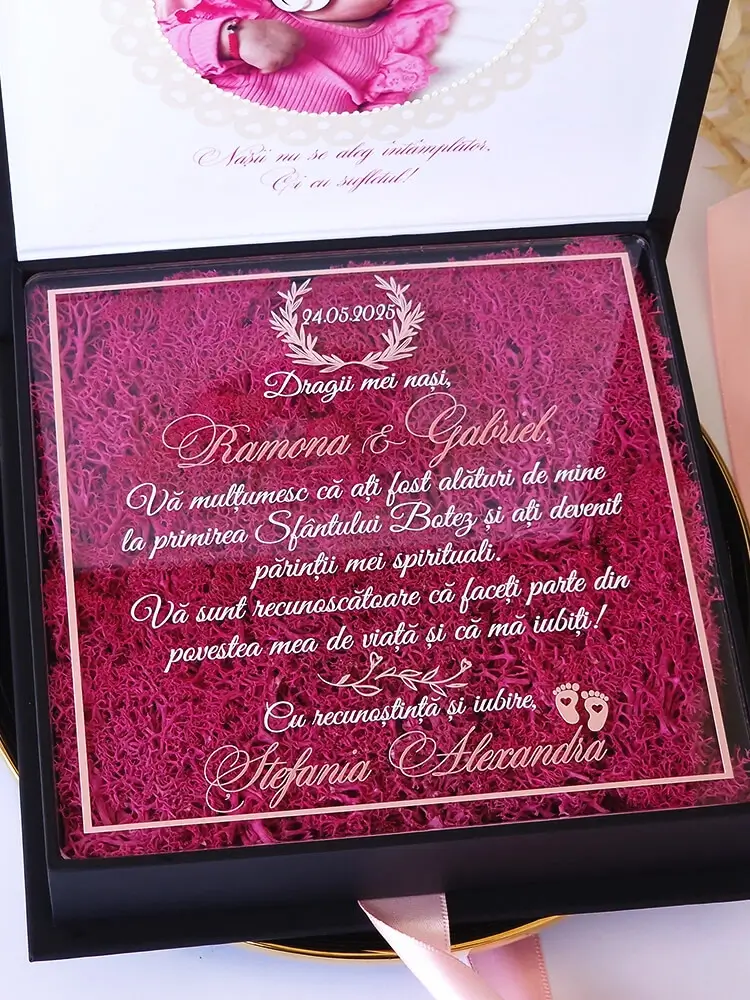 Nașii nu se aleg întâmplător.
Ci cu sufletul!
24.05.2025
Dragii mei nași,
Ramona & Gabriel,
Vă mulțumesc că ați fost alături de mine
la primirea Sfântului Botez și ați devenit
părinții mei spirituali.
Vă sunt recunoscătoare că faceți parte din
povestea mea de viață și că mă iubiți!
Cu recunoștință și iubire,
Ștefania Alexandra